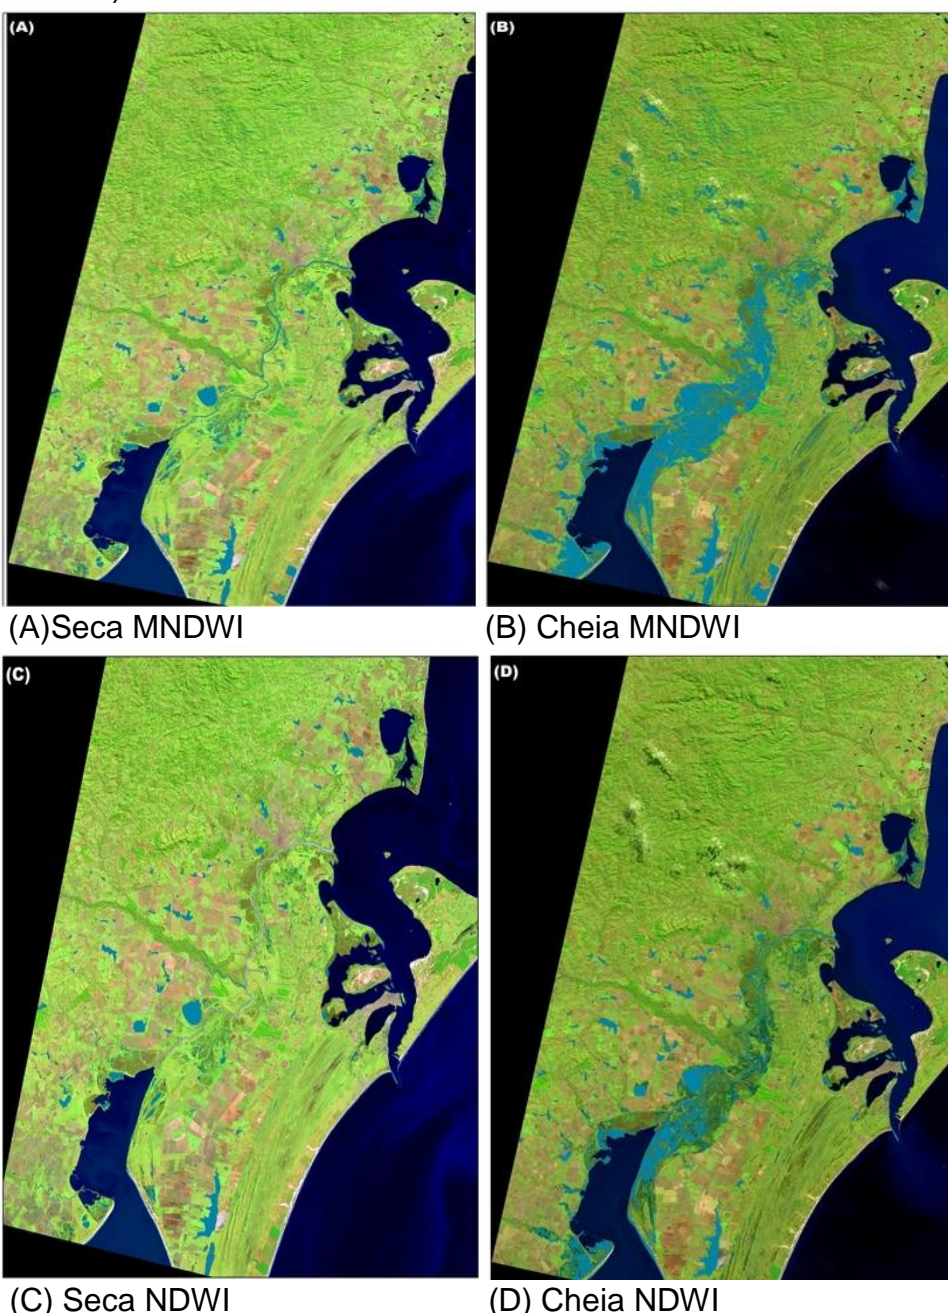 (A)
(B)
(A)Seca MNDWI
(B) Cheia MNDWI
(C)
(D)
(C) Seca NDWI
(D) Cheia NDWI